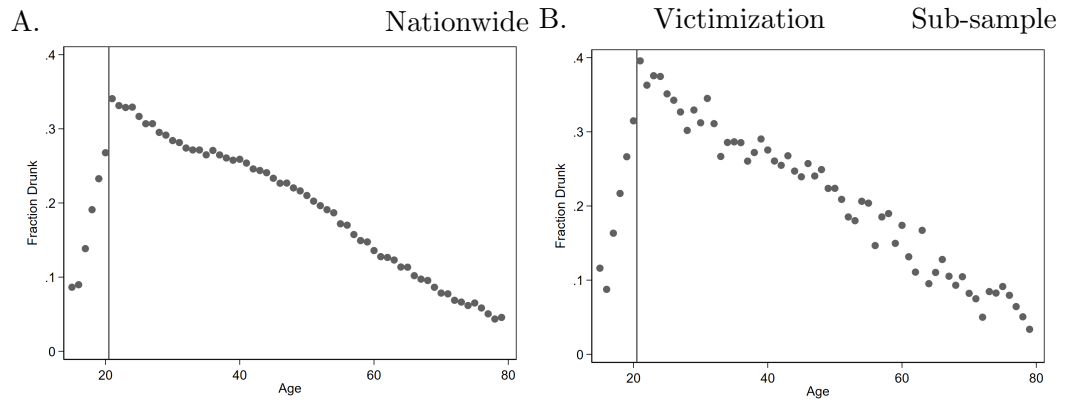 A. Nationwide
.4
.3
.2
.1
0
Fraction Drunk
20 40 60 80
Age
B. Victimization Sub-sample
.4
.3
.2
.1
0
Fraction Drunk
20 40 60 80
Age